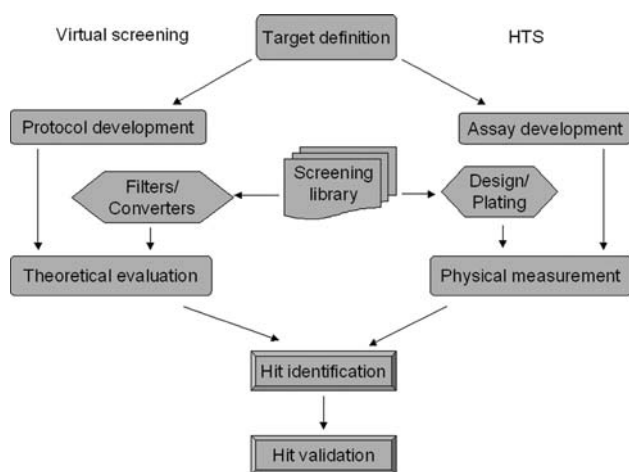 Virtual screening
Target definition
HTS
Protocol development
Assay development
Screening
library
Filters/
Converters
Design/
Plating
Theoretical evaluation
Physical measurement
Hit identification
Hit validation